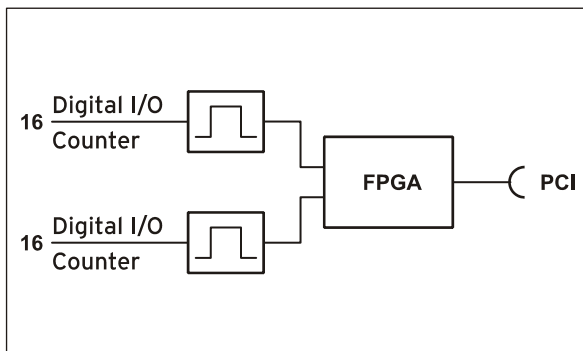 16 Digital I/O
Counter
FPGA
PCI
16 Digital I/O
Counter